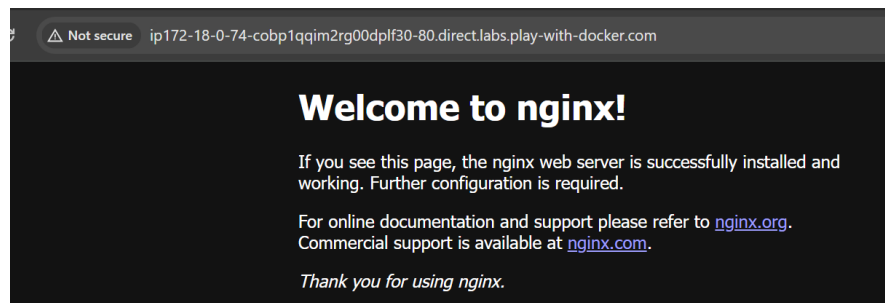 Not secure ip172-18-0-74-cobp1qqim2rg00dplf30-80.direct.labs.play-with-docker.com
Welcome to nginx!
If you see this page, the nginx web server is successfully installed and
working. Further configuration is required.
For online documentation and support please refer to nginx.org.
Commercial support is available at nginx.com.
Thank you for using nginx.